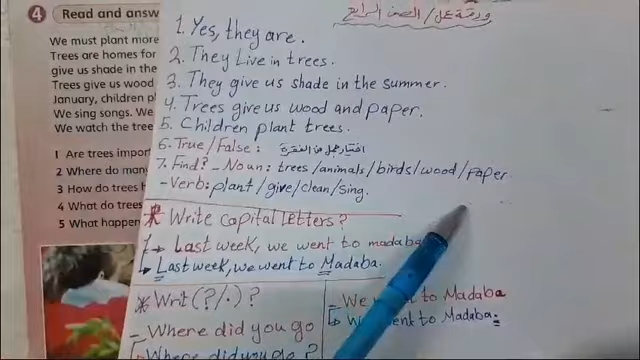 ورقة عمل / الصف الرابع
4 Read and answ
We must plant more
Trees are homes for
give us shade in the
Trees give us wood
January, children pl
We sing songs. We
We watch the tree
1 Are trees import
2 Where do many
3 How do trees h
4 What do trees
5 What happen
1. Yes, they are.
2. They Live in trees.
3. They give us shade in the summer.
4. Trees give us wood and paper.
5. Children plant trees.
6. True/False: اختيار جمل من الفقرة
7. Find? - Noun: trees/animals/birds/wood/paper
- Verb: plant/give/clean/sing.
* Write capital Letters?
Last week, we went to madaba
Last week, we went to Madaba.
* Writ (?/.)?
- Where did you go
Where did you go?
- We to Madaba
went to Madaba.